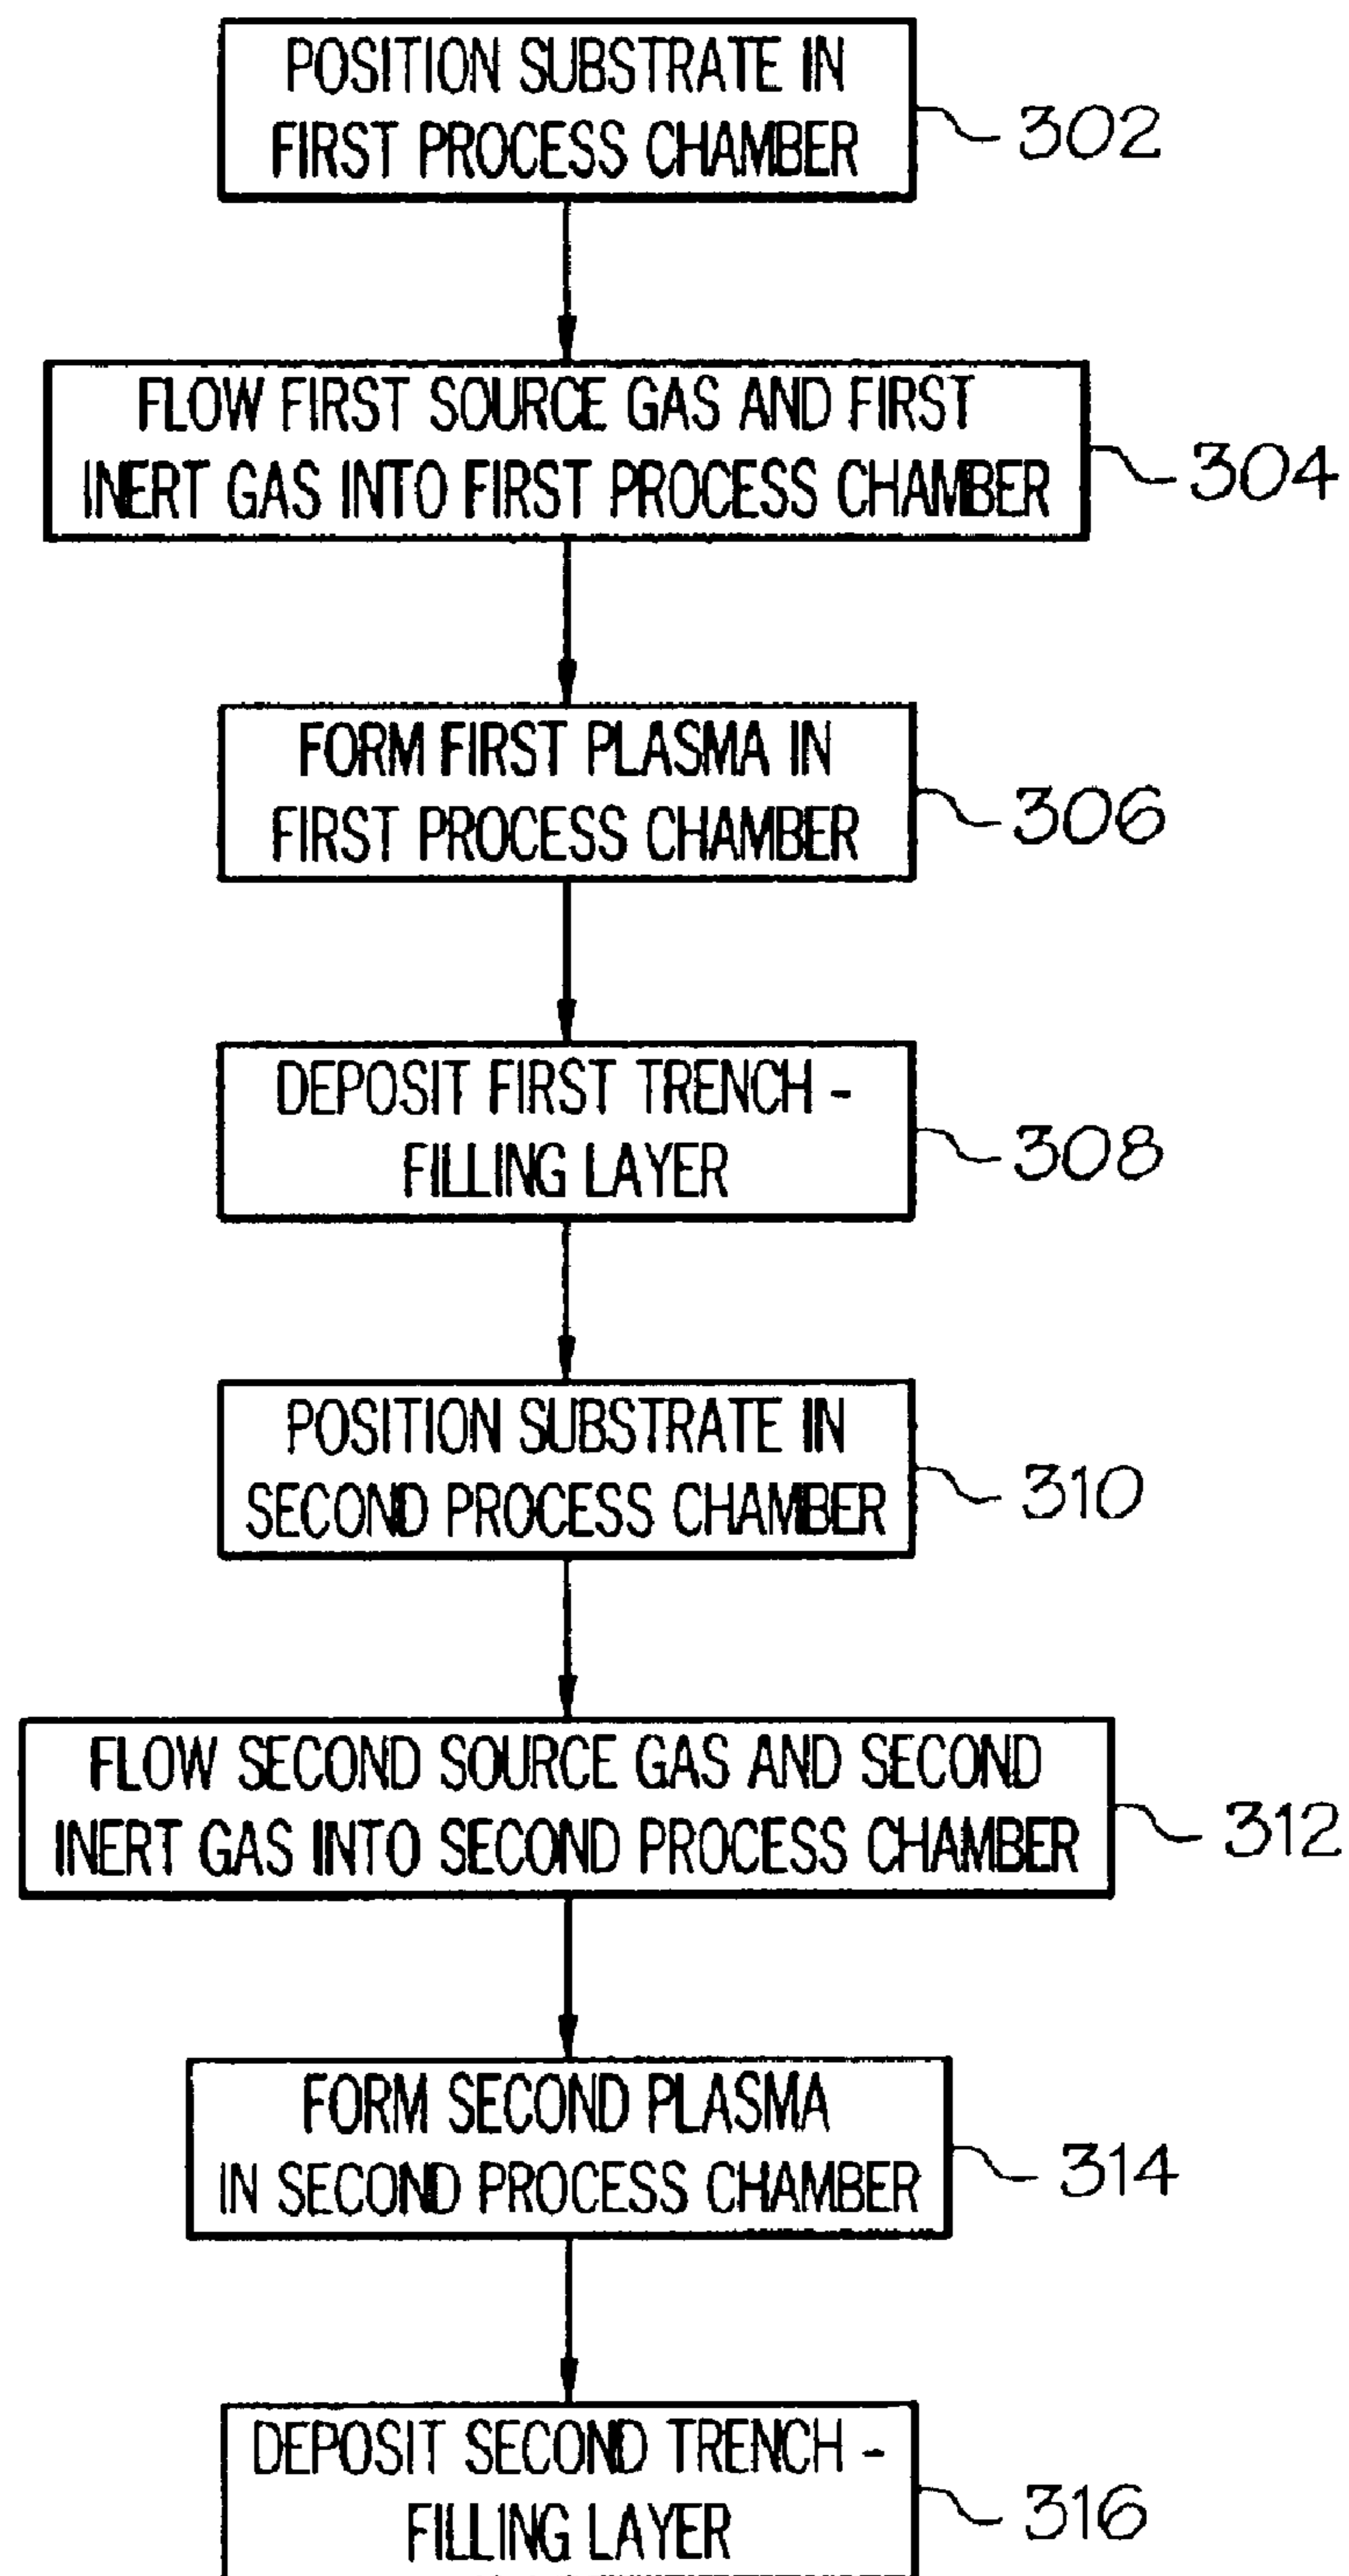 POSITION SUBSTRATE IN
FIRST PROCESS CHAMBER
302
FLOW FIRST SOURCE GAS AND FIRST
INERT GAS INTO FIRST PROCESS CHAMBER
304
FORM FIRST PLASMA IN
FIRST PROCESS CHAMBER
306
DEPOSIT FIRST TRENCH-
FILLING LAYER
308
POSITION SUBSTRATE IN
SECOND PROCESS CHAMBER
310
FLOW SECOND SOURCE GAS AND SECOND
INERT GAS INTO SECOND PROCESS CHAMBER
312
FORM SECOND PLASMA
IN SECOND PROCESS CHAMBER
314
DEPOSIT SECOND TRENCH-
FILLING LAYER
316